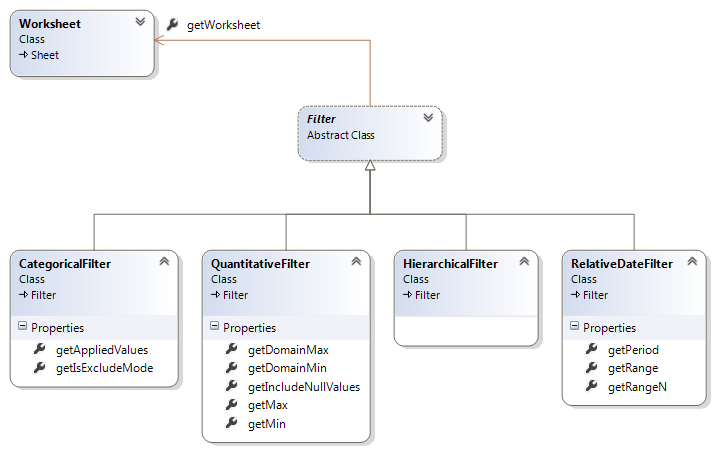 Worksheet
Class
Sheet
getWorksheet
Filter
Abstract Class
CategoricalFilter
Class
Filter
Properties
getAppliedValues
getIsExcludeMode
QuantitativeFilter
Class
Filter
Properties
getDomainMax
getDomainMin
getIncludeNullValues
getMax
getMin
HierarchicalFilter
Class
Filter
RelativeDateFilter
Class
Filter
Properties
getPeriod
getRange
getRangeN